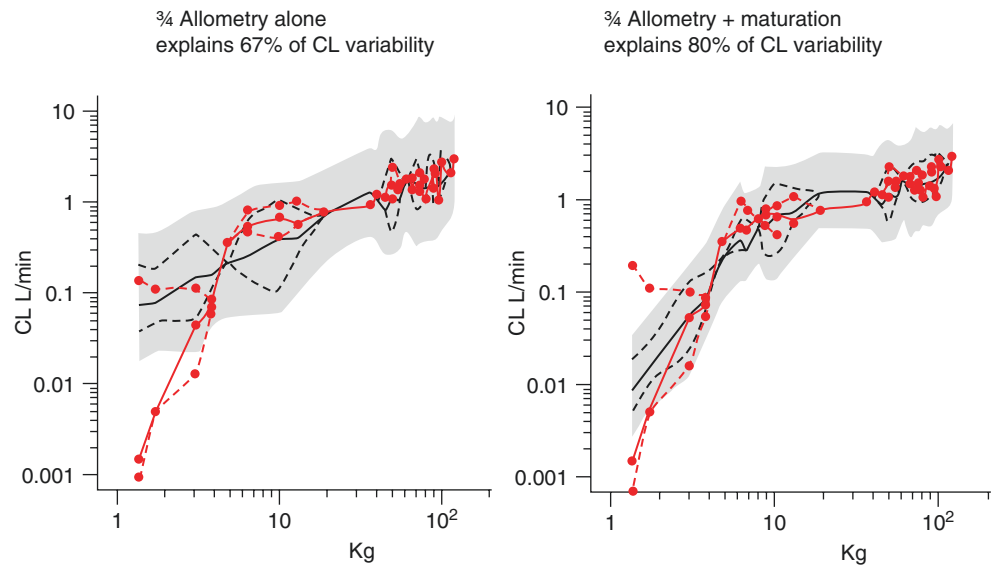 ¾ Allometry alone
explains 67% of CL variability
10
1
0.1
0.01
0.001
CL L/min
1
10
10²
Kg
¾ Allometry + maturation
explains 80% of CL variability
10
1
0.1
0.01
0.001
CL L/min
1
10
10²
Kg